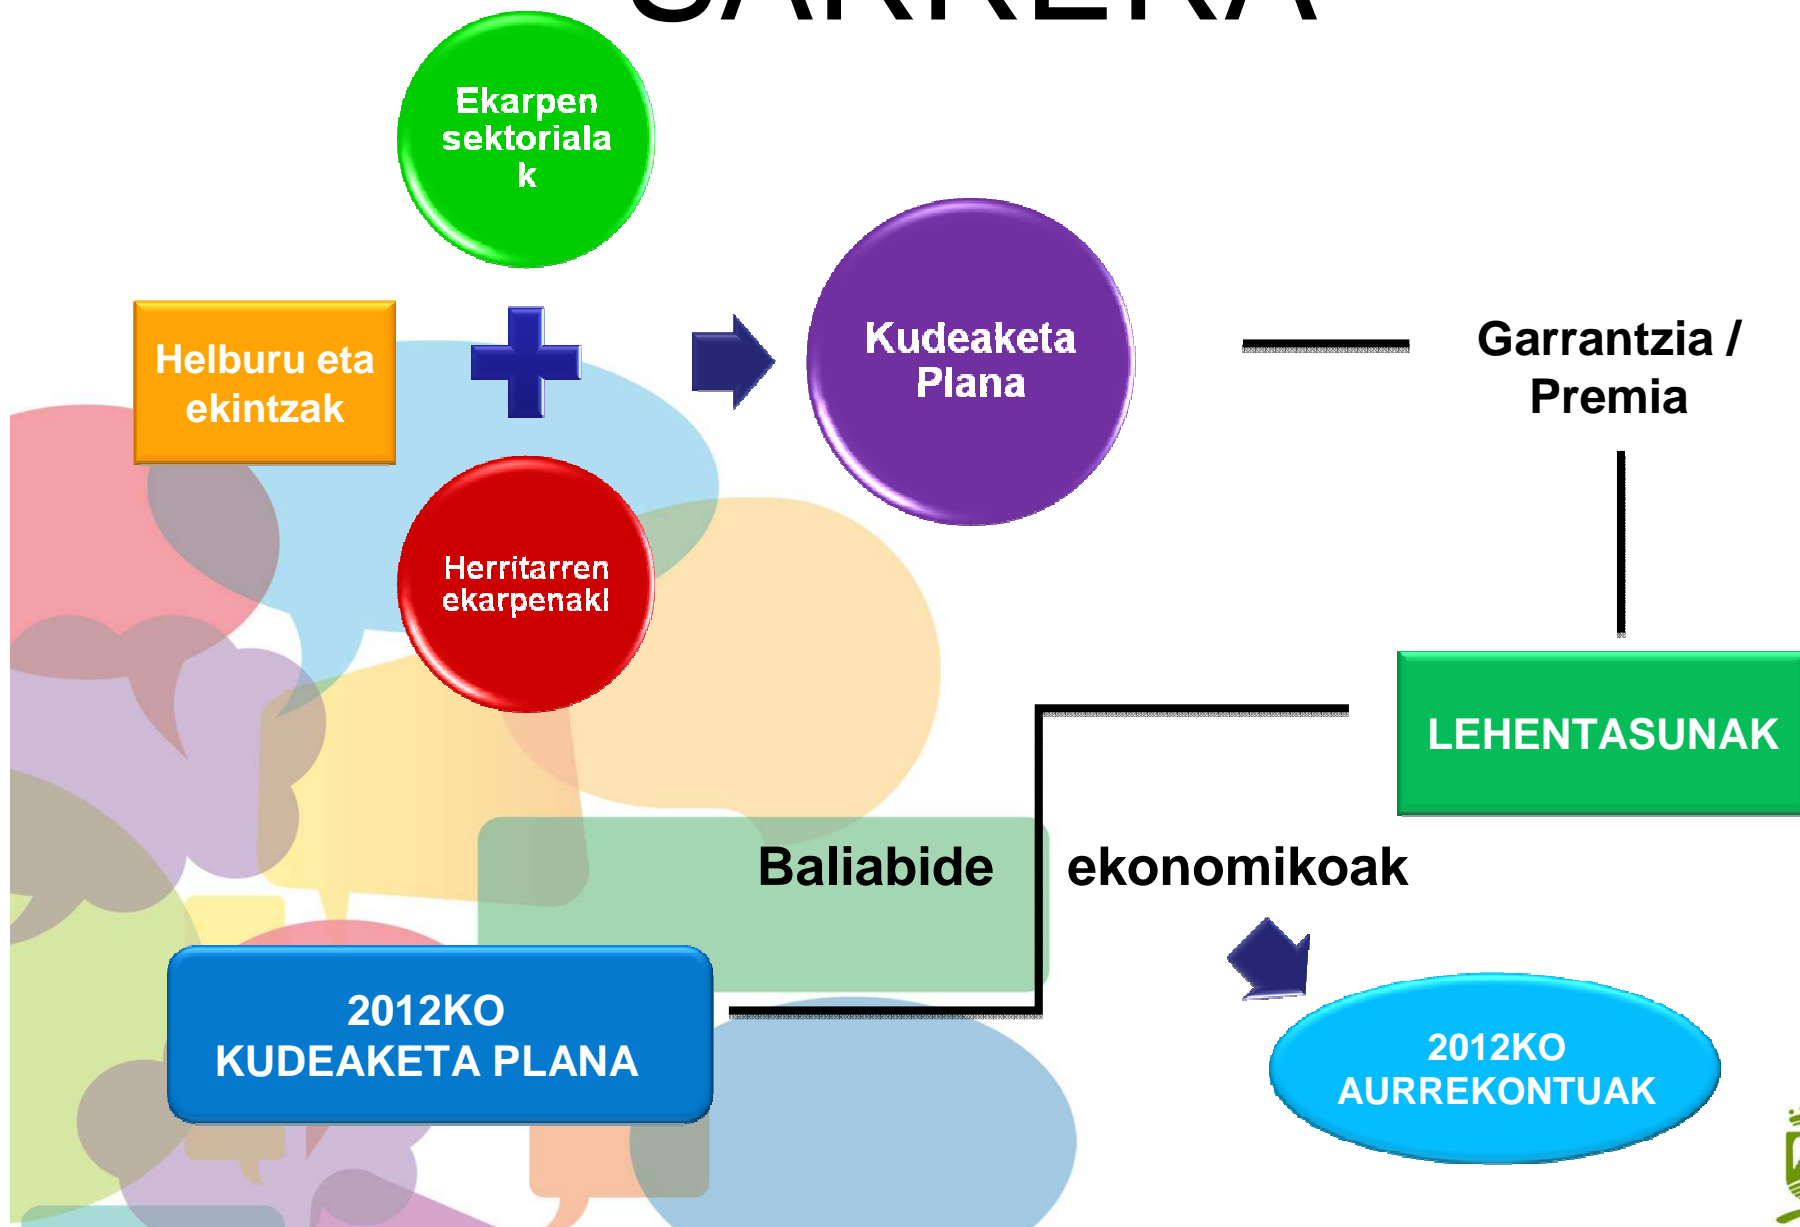 SARRERA
Ekarpen
sektoriala
k
Helburu eta
ekintzak
Kudeaketa
Plana
Garrantzia /
Premia
Herritarren
ekarpenakl
LEHENTASUNAK
Baliabide ekonomikoak
2012KO
KUDEAKETA PLANA
2012KO
AURREKONTUAK